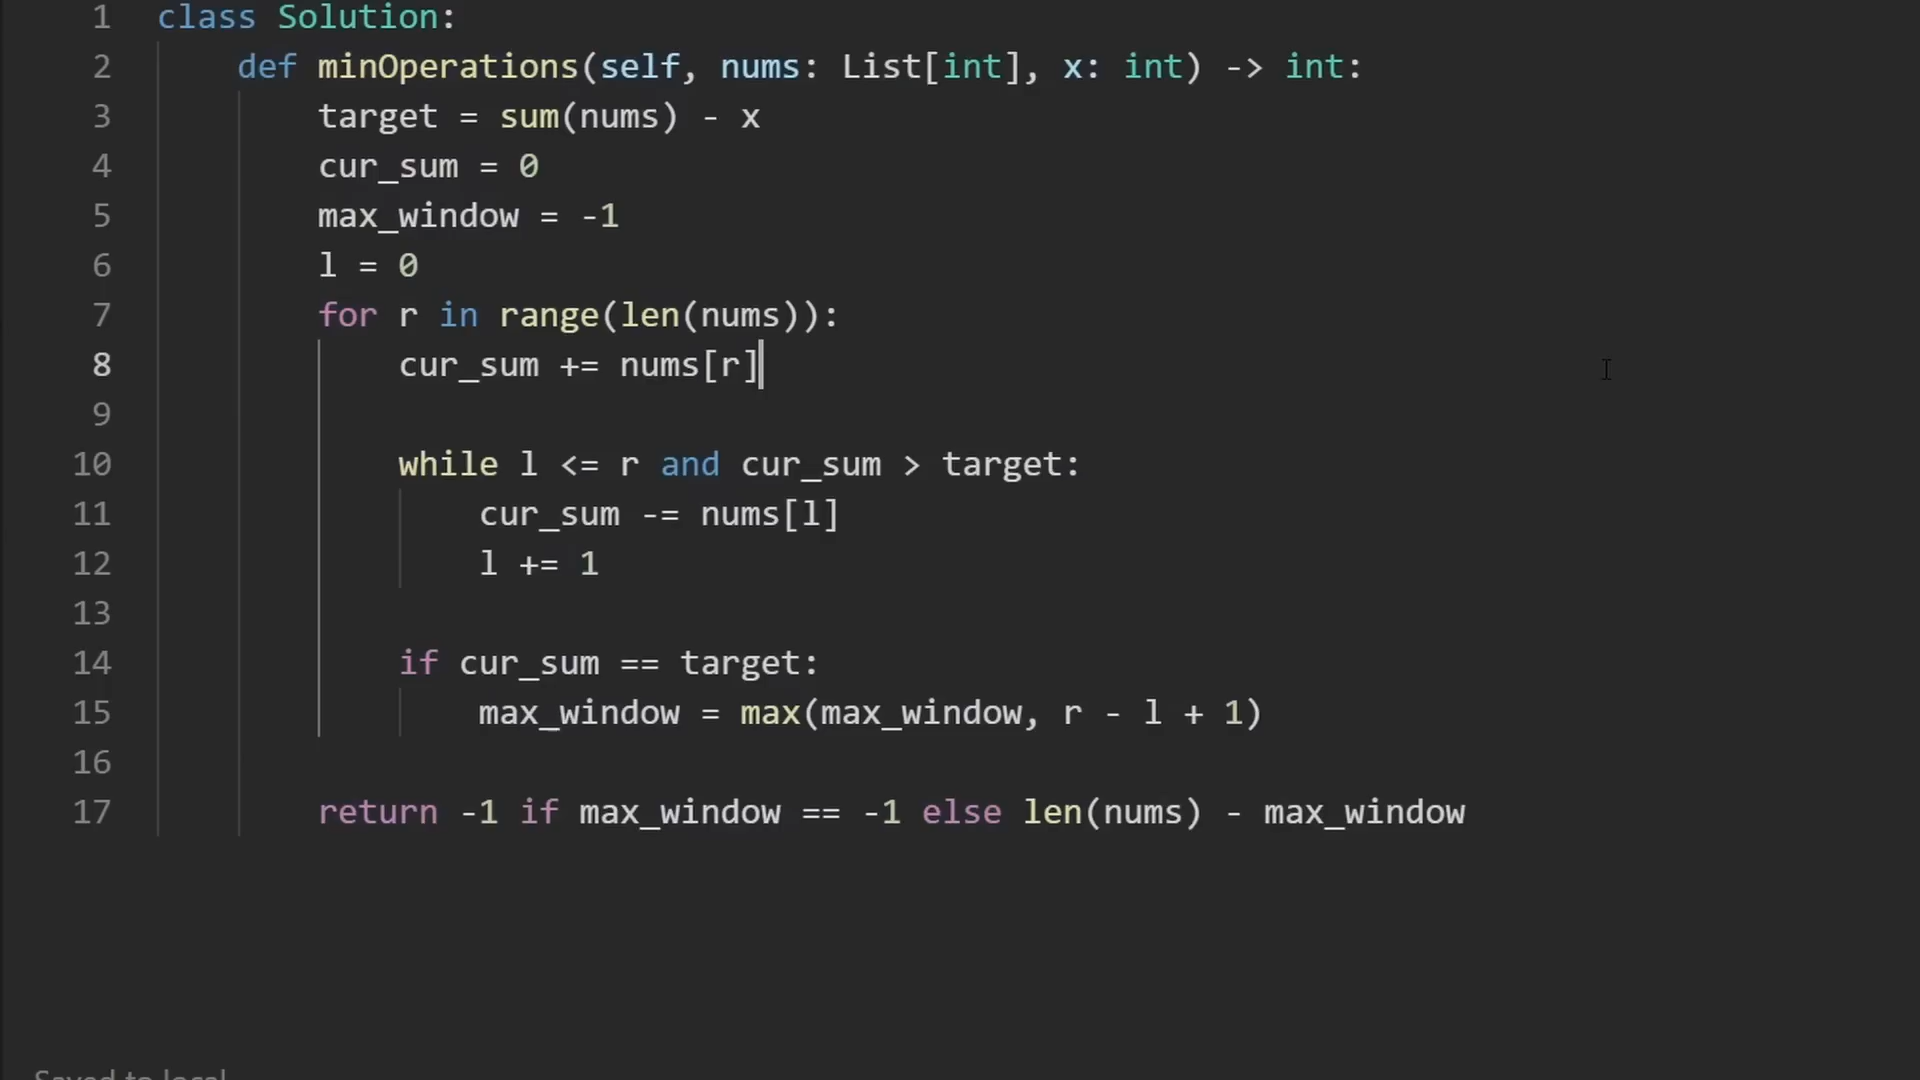 1 class Solution:
2 def minOperations(self, nums: List[int], x: int) -> int:
3 target = sum(nums) - x
4 cur_sum = 0
5 max_window = -1
6 l = 0
7 for r in range(len(nums)):
8 cur_sum += nums[r]
9
10 while l <= r and cur_sum > target:
11 cur_sum -= nums[l]
12 l += 1
13
14 if cur_sum == target:
15 max_window = max(max_window, r - l + 1)
16
17 return -1 if max_window == -1 else len(nums) - max_window
Saved to local